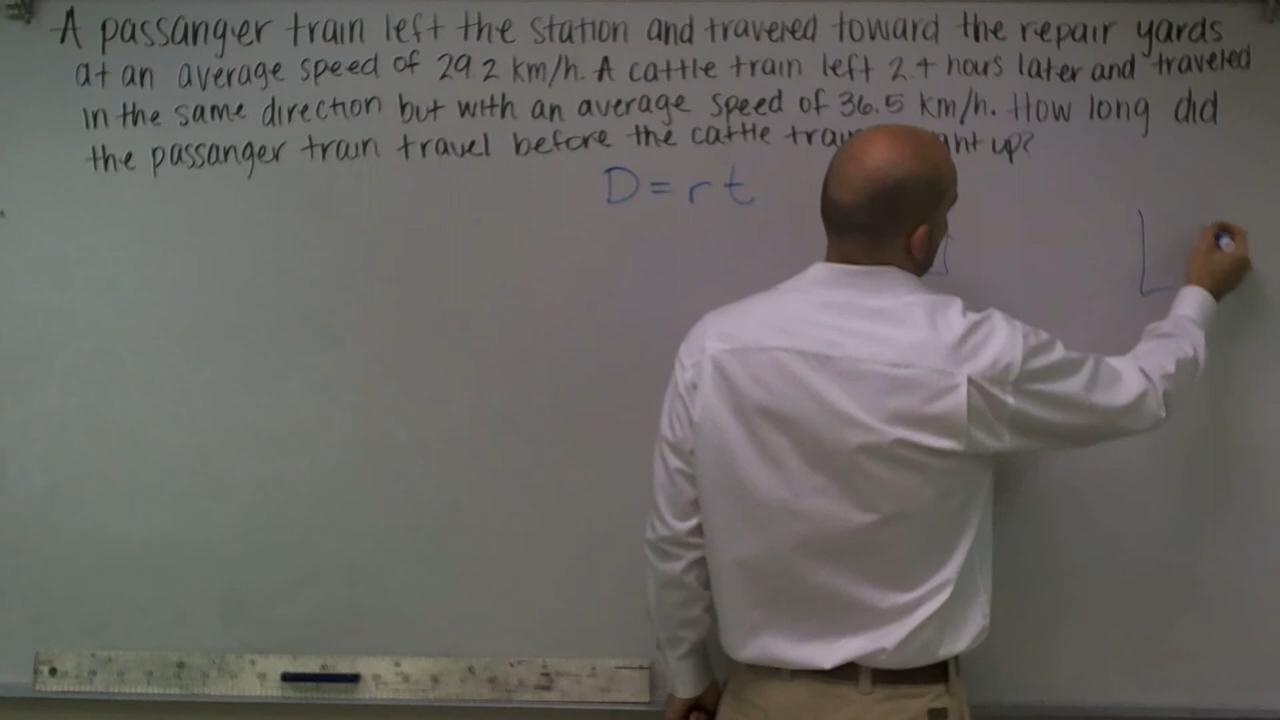 A passanger train left the station and travered toward the repair yards
at an average speed of 29.2 km/h. A cattle train left 2.4 hours later and traveled
in the same direction but with an average speed of 36.5 km/h. How long did
the passanger train travel before the cattle up?
D = r t